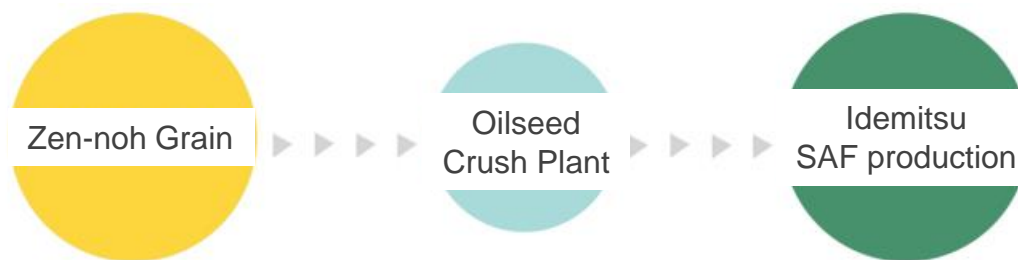 Zen-noh Grain
Oilseed
Crush Plant
Idemitsu
SAF production